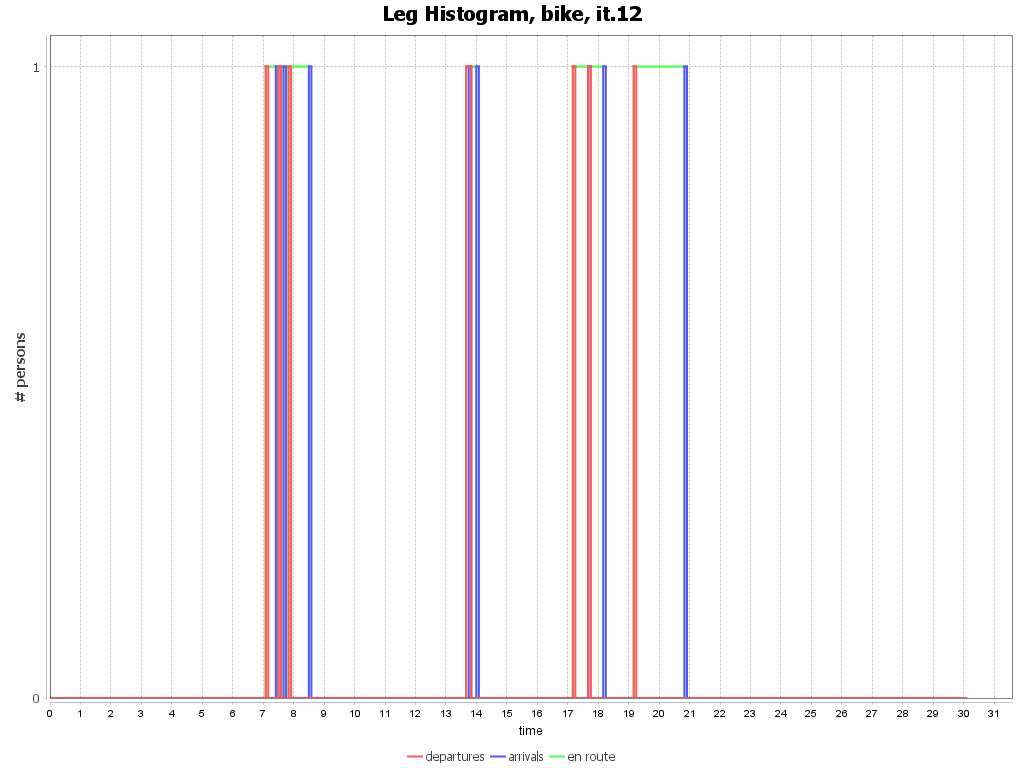 Leg Histogram, bike, it.12
# persons
1
0
0 1 2 3 4 5 6 7 8 9 10 11 12 13 14 15 16 17 18 19 20 21 22 23 24 25 26 27 28 29 30 31
time
departures arrivals en route